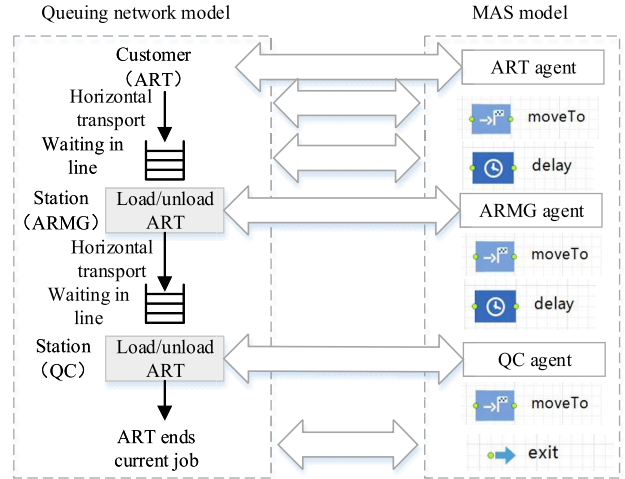 Queuing network model
MAS model
Customer
（ART）
ART agent
Horizontal
transport
moveTo
Waiting in
line
delay
Station
（ARMG）
Load/unload
ART
ARMG agent
Horizontal
transport
moveTo
Waiting in
line
delay
Station
（QC）
Load/unload
ART
QC agent
moveTo
ART ends
current job
exit